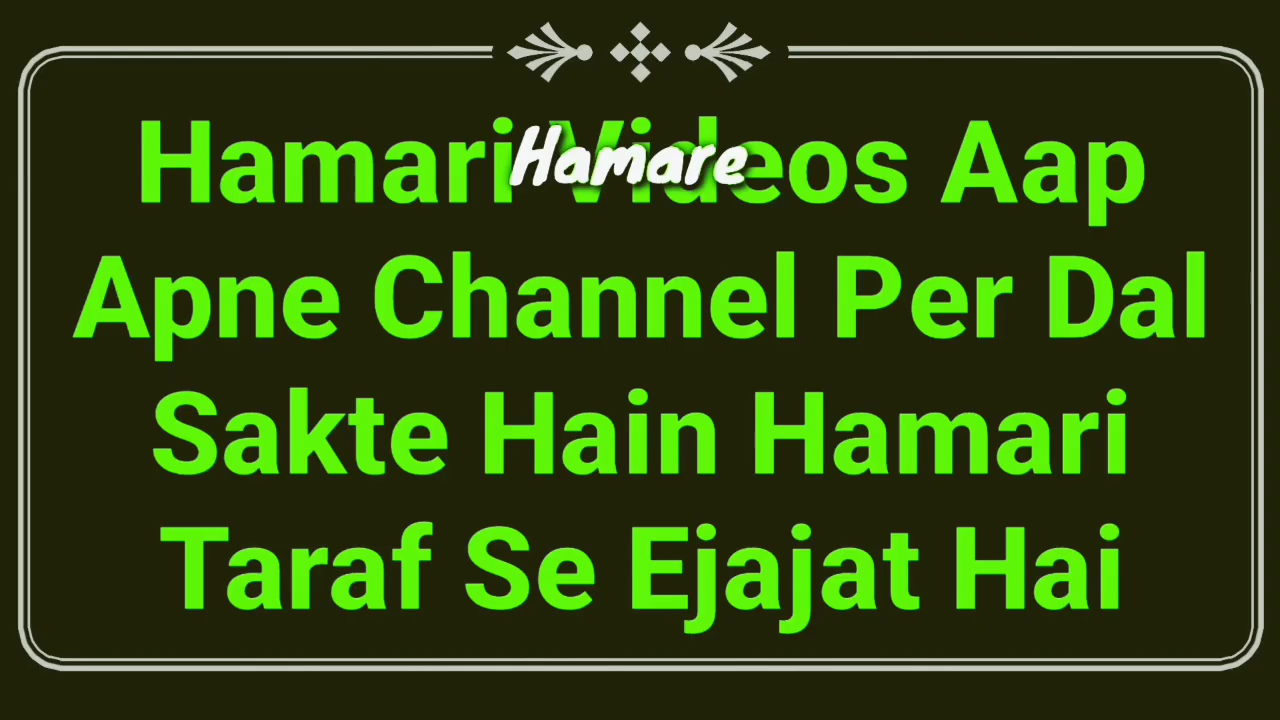 Hamari Videos Aap
Hamare
Apne Channel Per Dal
Sakte Hain Hamari
Taraf Se Ejajat Hai